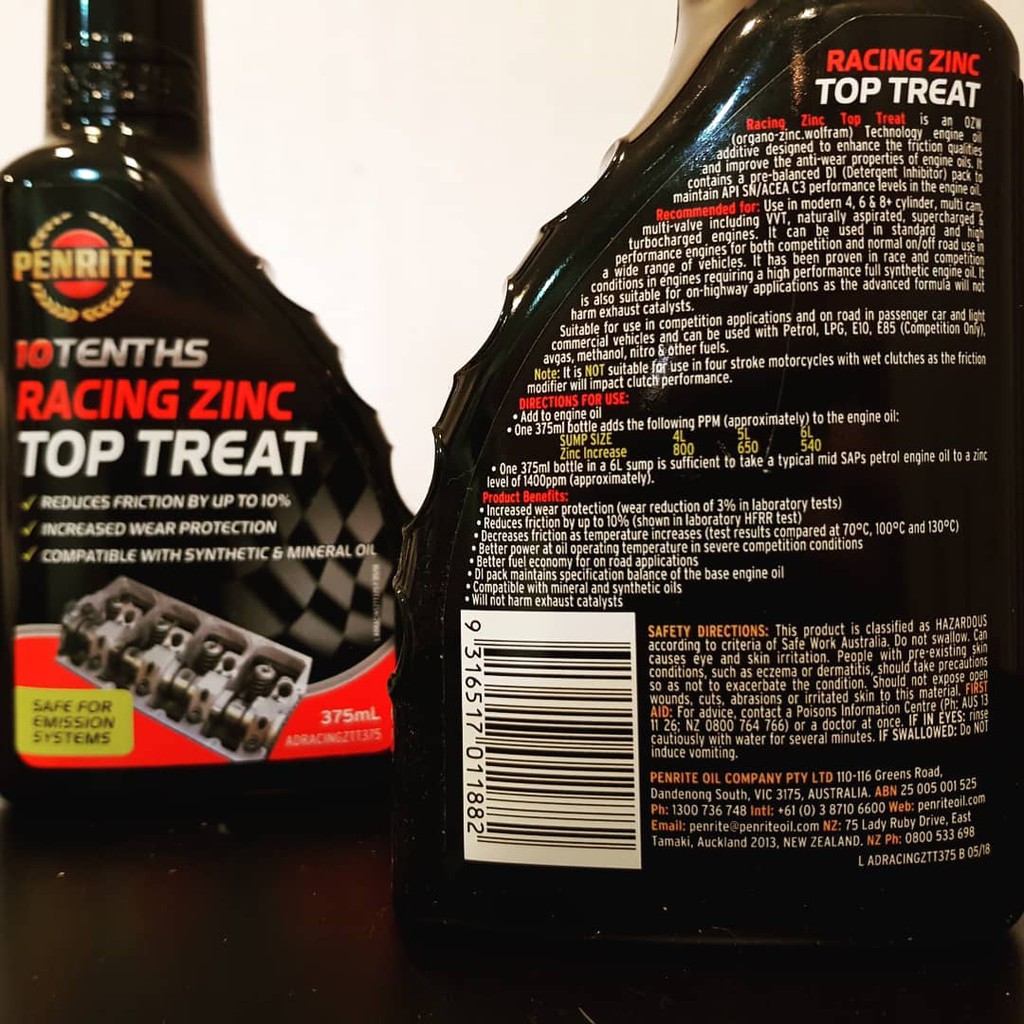 PENRITE
10TENTHS
RACING ZINC
TOP TREAT
✓ REDUCES FRICTION BY UP TO 10%
✓ INCREASED WEAR PROTECTION
✓ COMPATIBLE WITH SYNTHETIC & MINERAL OIL
SAFE FOR
EMISSION
SYSTEMS
375mL
ADRACINGZTT375
RACING ZINC
TOP TREAT
Racing Zinc Top Treat is an OZW
(organo-zinc.wolfram) Technology engine oil
additive designed to enhance the friction qualities
and improve the anti-wear properties of engine oils. It
contains a pre-balanced DI (Detergent Inhibitor) pack to
maintain API SN/ACEA C3 performance levels in the engine oil.
Recommended for: Use in modern 4, 6 & 8+ cylinder, multi cam,
multi-valve including VVT, naturally aspirated, supercharged &
turbocharged engines. It can be used in standard and high
performance engines for both competition and normal on/off road use in
a wide range of vehicles. It has been proven in race and competition
conditions in engines requiring a high performance full synthetic engine oil. It
is also suitable for on-highway applications as the advanced formula will not
harm exhaust catalysts.
Suitable for use in competition applications and on road in passenger car and light
commercial vehicles and can be used with Petrol, LPG, E10, E85 (Competition Only),
avgas, methanol, nitro & other fuels.
Note: It is NOT suitable for use in four stroke motorcycles with wet clutches as the friction
modifier will impact clutch performance.
DIRECTIONS FOR USE:
• Add to engine oil
• One 375ml bottle adds the following PPM (approximately) to the engine oil:
SUMP SIZE 4L 5L 6L
Zinc Increase 800 650 540
• One 375ml bottle in a 6L sump is sufficient to take a typical mid SAPs petrol engine oil to a zinc
level of 1400ppm (approximately).
Product Benefits:
• Increased wear protection (wear reduction of 3% in laboratory tests)
• Reduces friction by up to 10% (shown in laboratory HFRR test)
• Decreases friction as temperature increases (test results compared at 70°C, 100°C and 130°C)
• Better power at oil operating temperature in severe competition conditions
• Better fuel economy for on road applications
• DI pack maintains specification balance of the base engine oil
• Compatible with mineral and synthetic oils
• Will not harm exhaust catalysts
9 316517 011882
SAFETY DIRECTIONS: This product is classified as HAZARDOUS
according to criteria of Safe Work Australia. Do not swallow. Can
causes eye and skin irritation. People with pre-existing skin
conditions, such as eczema or dermatitis, should take precautions
so as not to exacerbate the condition. Should not expose open
wounds, cuts, abrasions or irritated skin to this material. FIRST
AID: For advice, contact a Poisons Information Centre (Ph: AUS 13
11 26; NZ 0800 764 766) or a doctor at once. IF IN EYES: rinse
cautiously with water for several minutes. IF SWALLOWED: Do NOT
induce vomiting.
PENRITE OIL COMPANY PTY LTD 110-116 Greens Road,
Dandenong South, VIC 3175, AUSTRALIA. ABN 25 005 001 525
Ph: 1300 736 748 Intl: +61 (0) 3 8710 6600 Web: penriteoil.com
Email: penrite@penriteoil.com NZ: 75 Lady Ruby Drive, East
Tamaki, Auckland 2013, NEW ZEALAND. NZ Ph: 0800 533 698
L ADRACINGZTT375 B 05/18